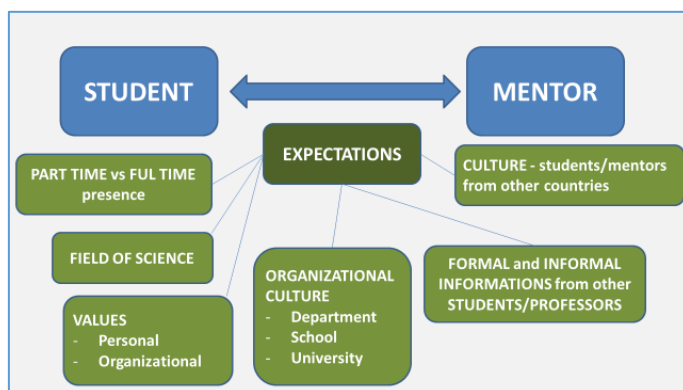 STUDENT
MENTOR
EXPECTATIONS
PART TIME vs FUL TIME
presence
CULTURE - students/mentors
from other countries
FIELD OF SCIENCE
ORGANIZATIONAL
CULTURE
- Department
- School
- University
FORMAL and INFORMAL
INFORMATIONS from other
STUDENTS/PROFESSORS
VALUES
- Personal
- Organizational